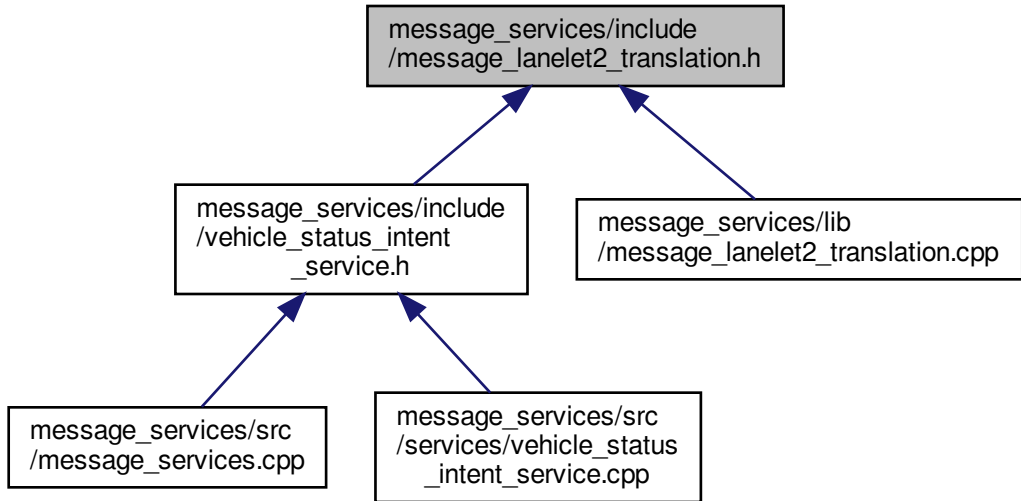 message_services/include
/message_lanelet2_translation.h
message_services/include
/vehicle_status_intent
_service.h
message_services/lib
/message_lanelet2_translation.cpp
message_services/src
/message_services.cpp
message_services/src
/services/vehicle_status
_intent_service.cpp